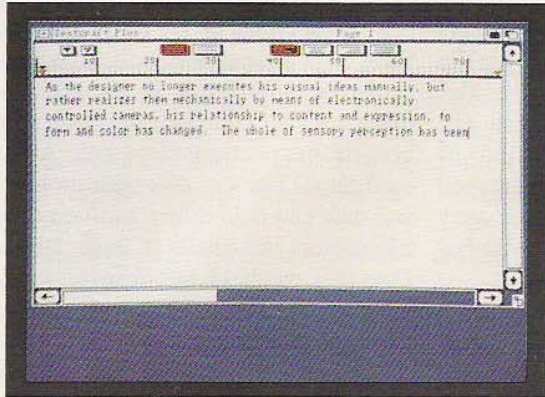 Textcraft Plus Page 1
10 20 30 40 50 60 70
As the designer no longer executes his visual ideas manually, but
rather realizes them mechanically by means of electronically
controlled cameras, his relationship to content and expression, to
form and color has changed. The whole of sensory perception has been